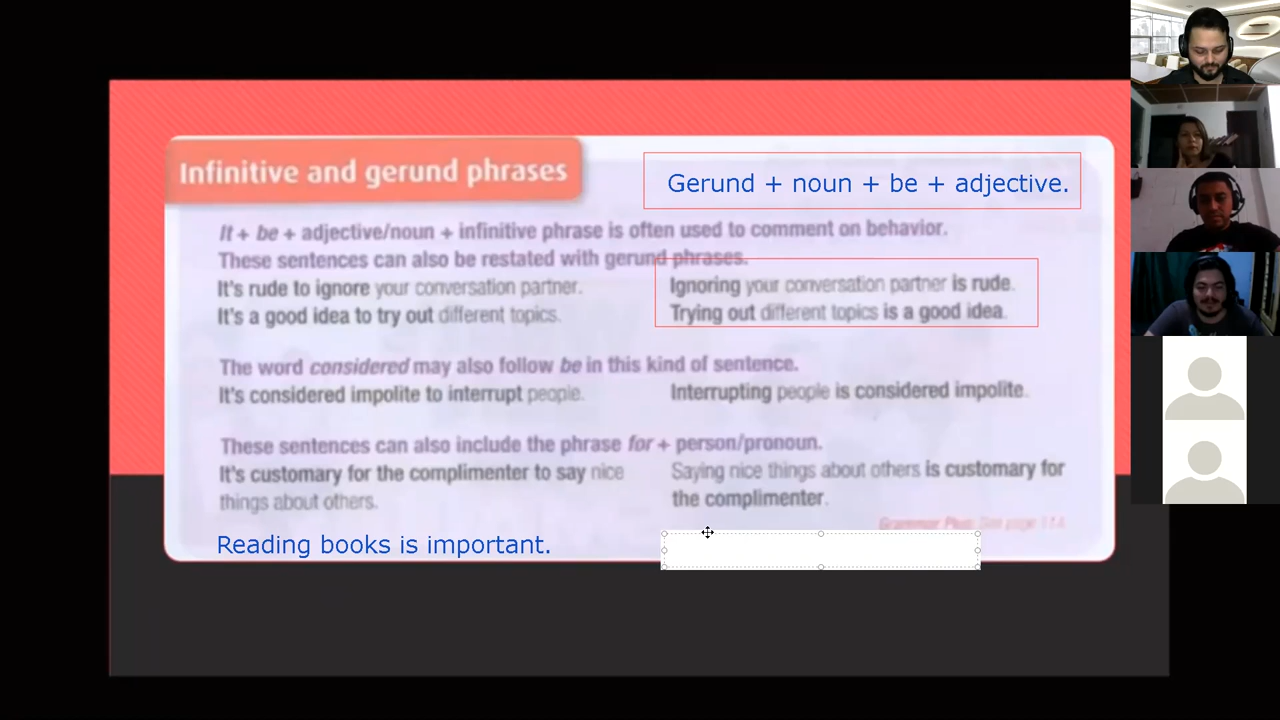 Infinitive and gerund phrases
Gerund + noun + be + adjective.
It + be + adjective/noun + infinitive phrase is often used to comment on behavior.
These sentences can also be restated with gerund phrases.
It's rude to ignore your conversation partner.
Ignoring your conversation partner is rude.
It's a good idea to try out different topics.
Trying out different topics is a good idea.
The word considered may also follow be in this kind of sentence.
It's considered impolite to interrupt people.
Interrupting people is considered impolite.
These sentences can also include the phrase for + person/pronoun.
It's customary for the complimenter to say nice
things about others.
Saying nice things about others is customary for
the complimenter.
Grammar Plus: See page 114
Reading books is important.